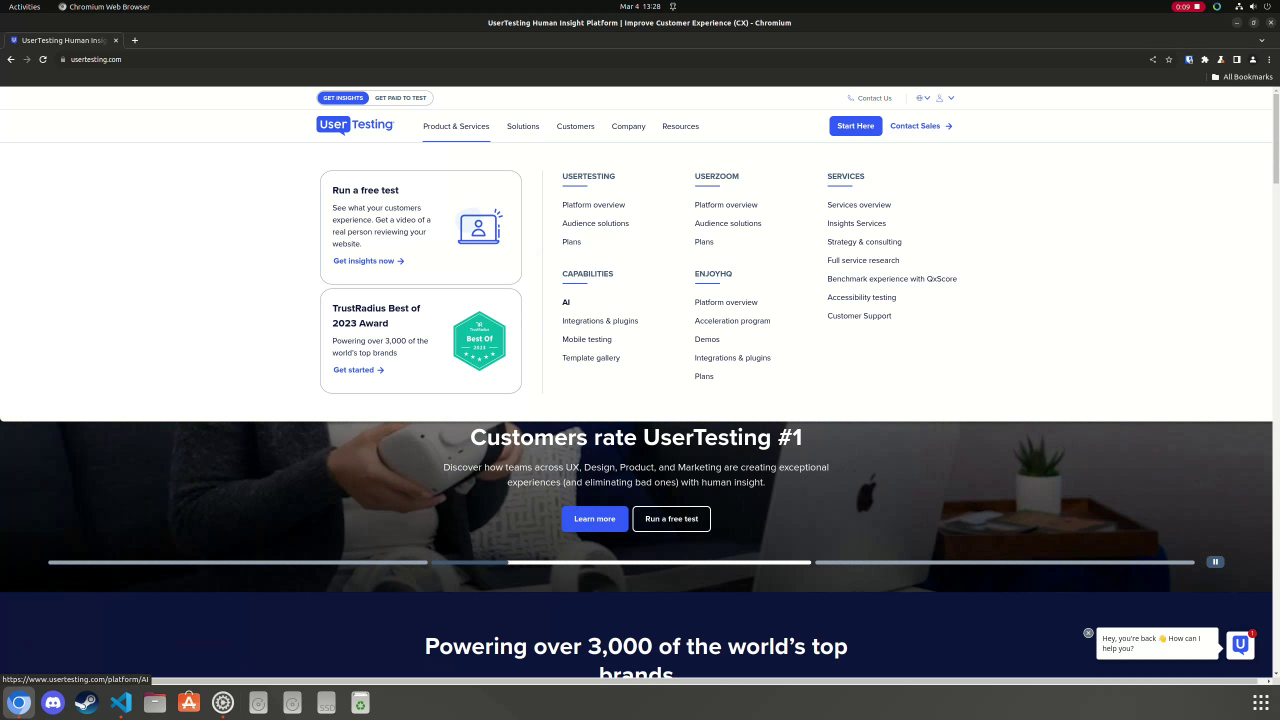 Activities
Chromium Web Browser
Mar 4 13:28
0:09
UserTesting Human Insight Platform | Improve Customer Experience (CX) - Chromium
UserTesting Human Insig
usertesting.com
All Bookmarks
GET INSIGHTS
GET PAID TO TEST
Contact Us
UserTesting
Product & Services
Solutions
Customers
Company
Resources
Start Here
Contact Sales
Run a free test
See what your customers
experience. Get a video of a
real person reviewing your
website.
Get insights now
TrustRadius Best of
2023 Award
Powering over 3,000 of the
world's top brands
Get started
TrustRadius
Best Of
2023
USERTESTING
Platform overview
Audience solutions
Plans
CAPABILITIES
AI
Integrations & plugins
Mobile testing
Template gallery
USERZOOM
Platform overview
Audience solutions
Plans
ENJOYHQ
Platform overview
Acceleration program
Demos
Integrations & plugins
Plans
SERVICES
Services overview
Insights Services
Strategy & consulting
Full service research
Benchmark experience with QxScore
Accessibility testing
Customer Support
Customers rate UserTesting #1
Discover how teams across UX, Design, Product, and Marketing are creating exceptional
experiences (and eliminating bad ones) with human insight.
Learn more
Run a free test
Powering over 3,000 of the world's top
brands
Hey, you're back 👋 How can I
help you?
1
https://www.usertesting.com/platform/AI
SSD